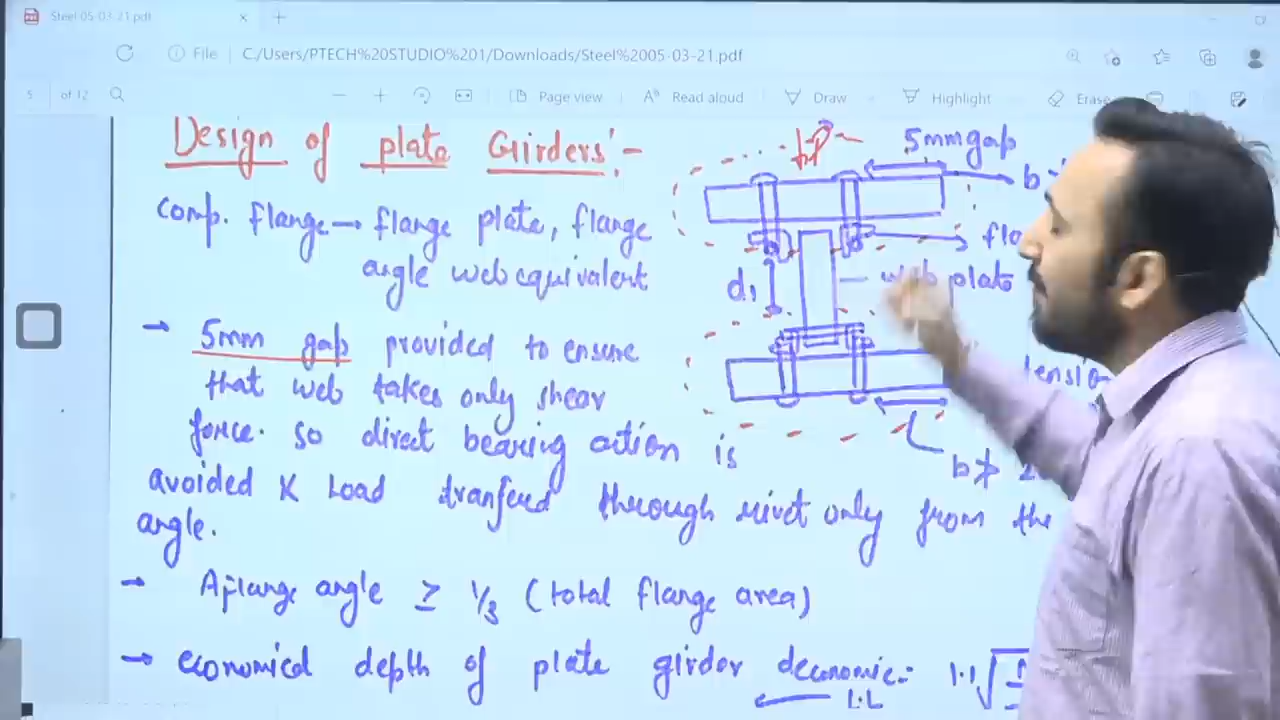 Steel 05-03-21.pdf
File C:/Users/PTECH%20STUDIO%201/Downloads/Steel%2005-03-21.pdf
5 of 12 Page view Read aloud Draw Highlight Erase
Design of plate Girders:-
comp. flange → flange plate, flange
angle web equivalent
→ 5mm gap provided to ensure
that web takes only shear
force. so direct bearing action is
avoided & Load tranfered through rivet only from the
angle.
→ Aflange angle ≥ 1/3 (total flange area)
→ economical depth of plate girder deconomic =
1.1
5mm gap
b
d1
web plate
b